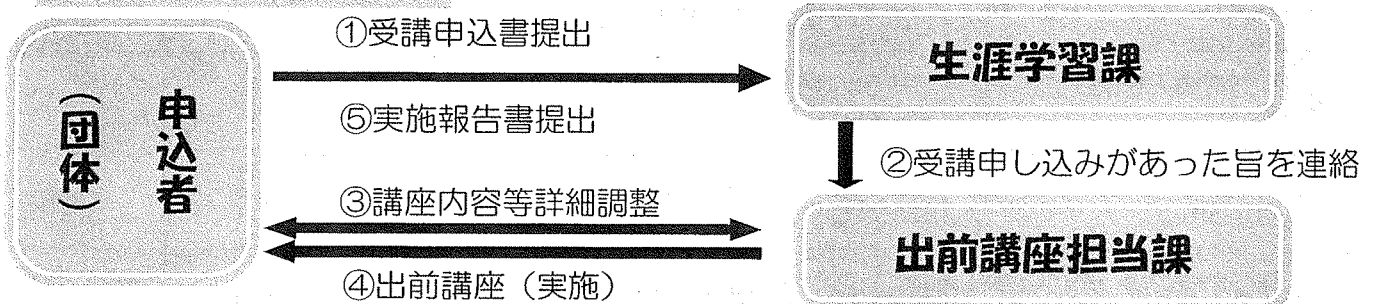 申込者
(団体)
①受講申込書提出
⑤実施報告書提出
③講座内容等詳細調整
④出前講座（実施）
生涯学習課
②受講申し込みがあった旨を連絡
出前講座担当課